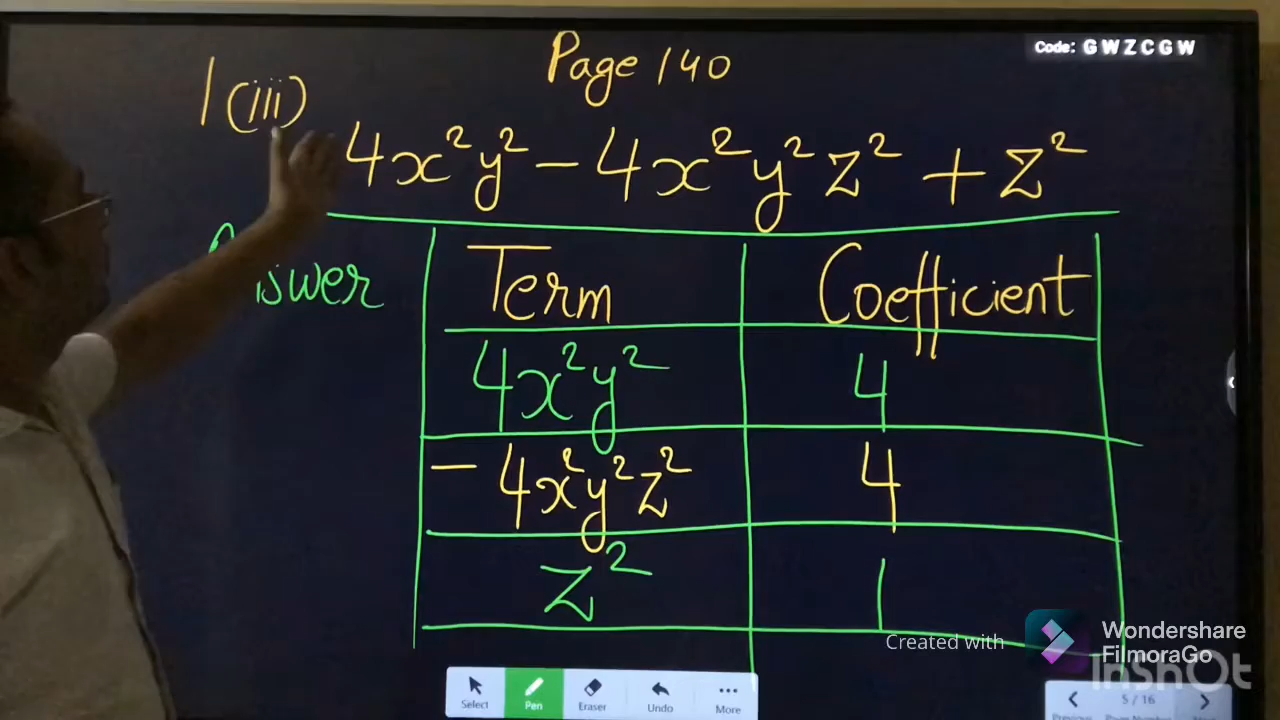 Code: GWZCGW
Page 140
1 (iii)
4x²y² - 4x²y²z² + z²
Term Coefficient
4x²y² 4
- 4x²y²z² 4
z² 1
Created with Wondershare FilmoraGo
InShot
Select Pen Eraser Undo More
5 / 16